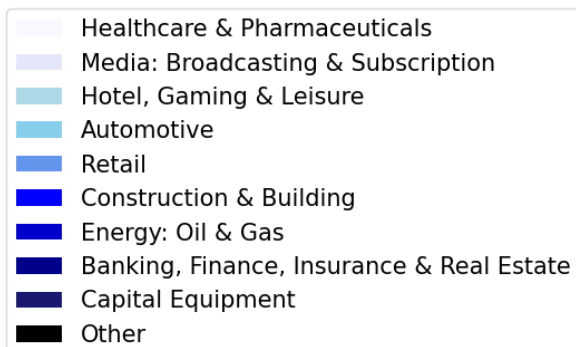 Healthcare & Pharmaceuticals
Media: Broadcasting & Subscription
Hotel, Gaming & Leisure
Automotive
Retail
Construction & Building
Energy: Oil & Gas
Banking, Finance, Insurance & Real Estate
Capital Equipment
Other